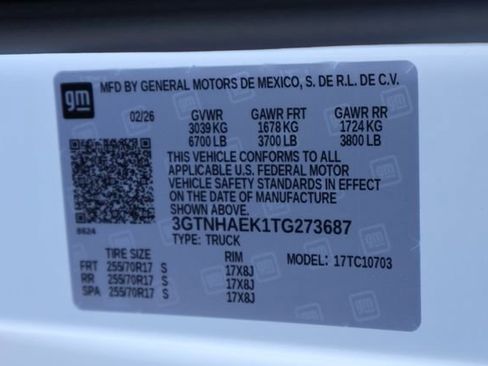 gm
MFD BY GENERAL MOTORS DE MEXICO, S. DE R.L. DE C.V.
02/26 GVWR GAWR FRT GAWR RR
3039 KG 1678 KG 1724 KG
6700 LB 3700 LB 3800 LB
THIS VEHICLE CONFORMS TO ALL
APPLICABLE U.S. FEDERAL MOTOR
VEHICLE SAFETY STANDARDS IN EFFECT
ON THE DATE OF MANUFACTURE
SHOWN ABOVE.
8624
3GTNHAEK1TG273687
TYPE: TRUCK
TIRE SIZE RIM MODEL: 17TC10703
FRT 255/70R17 S 17X8J
RR 255/70R17 S 17X8J
SPA 255/70R17 S 17X8J